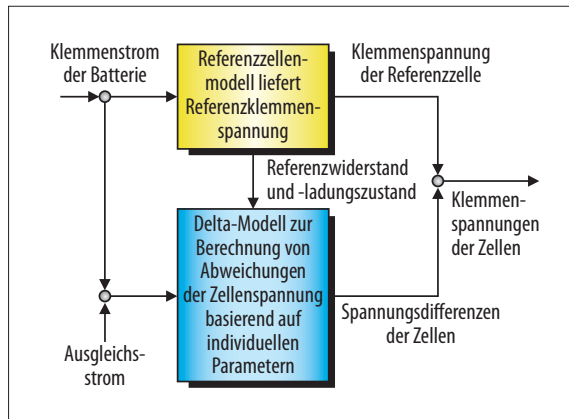 Klemmenstrom
der Batterie
Referenzzellen-
modell liefert
Referenzklemmen-
spannung
Klemmenspannung
der Referenzzelle
Referenzwiderstand
und -ladungszustand
Klemmen-
spannungen
der Zellen
Delta-Modell zur
Berechnung von
Abweichungen
der Zellenspannung
basierend auf
individuellen
Parametern
Spannungsdifferenzen
der Zellen
Ausgleichs-
strom